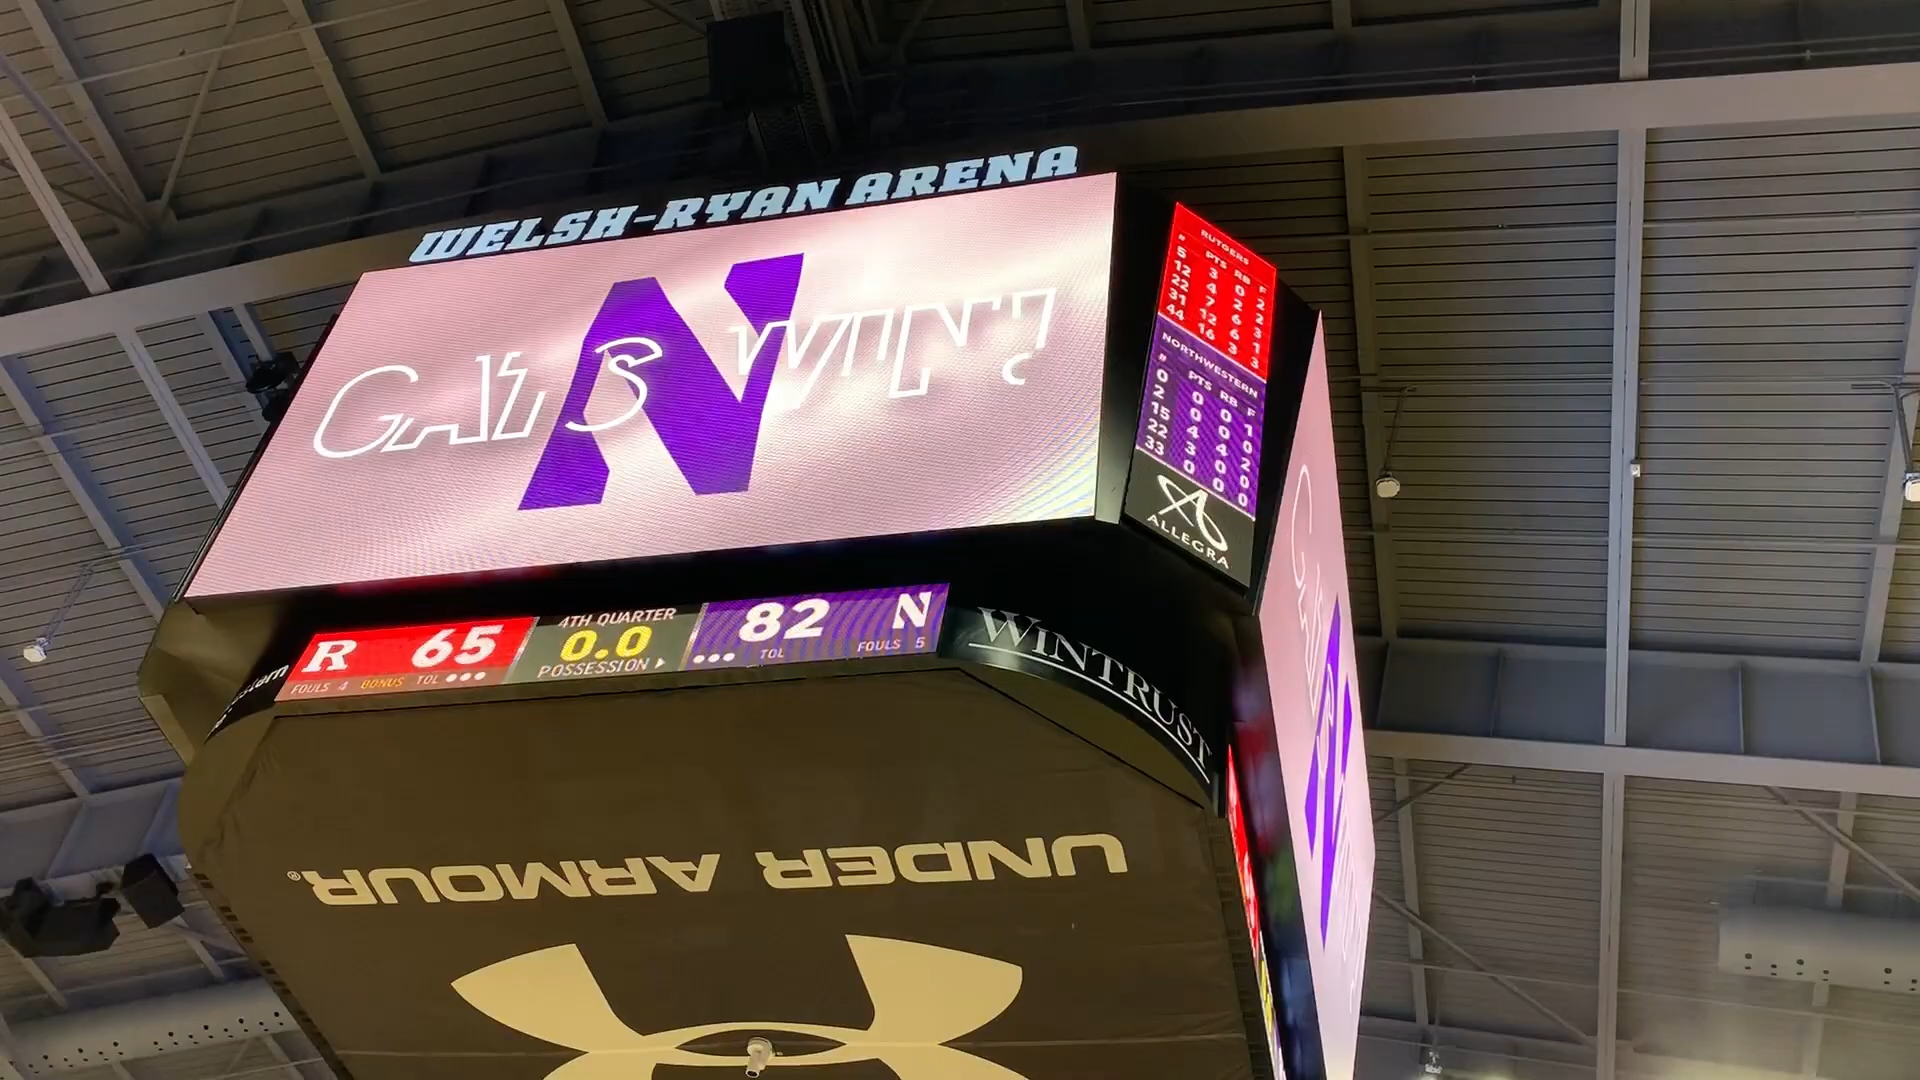 WELSH-RYAN ARENA
CATS WIN!
N
RUTGERS
# PTS RB F
5 3 0 2
12 4 2 2
22 7 6 3
31 12 6 1
44 16 3 3
NORTHWESTERN
# PTS RB F
0 0 0 1
2 0 0 0
15 4 4 2
22 3 0 0
33 0 0 0
ALLEGRA
R 65
FOULS 4 BONUS TOL
4TH QUARTER
0.0
POSSESSION
82 N
TOL FOULS 5
WINTRUST
UNDER ARMOUR®